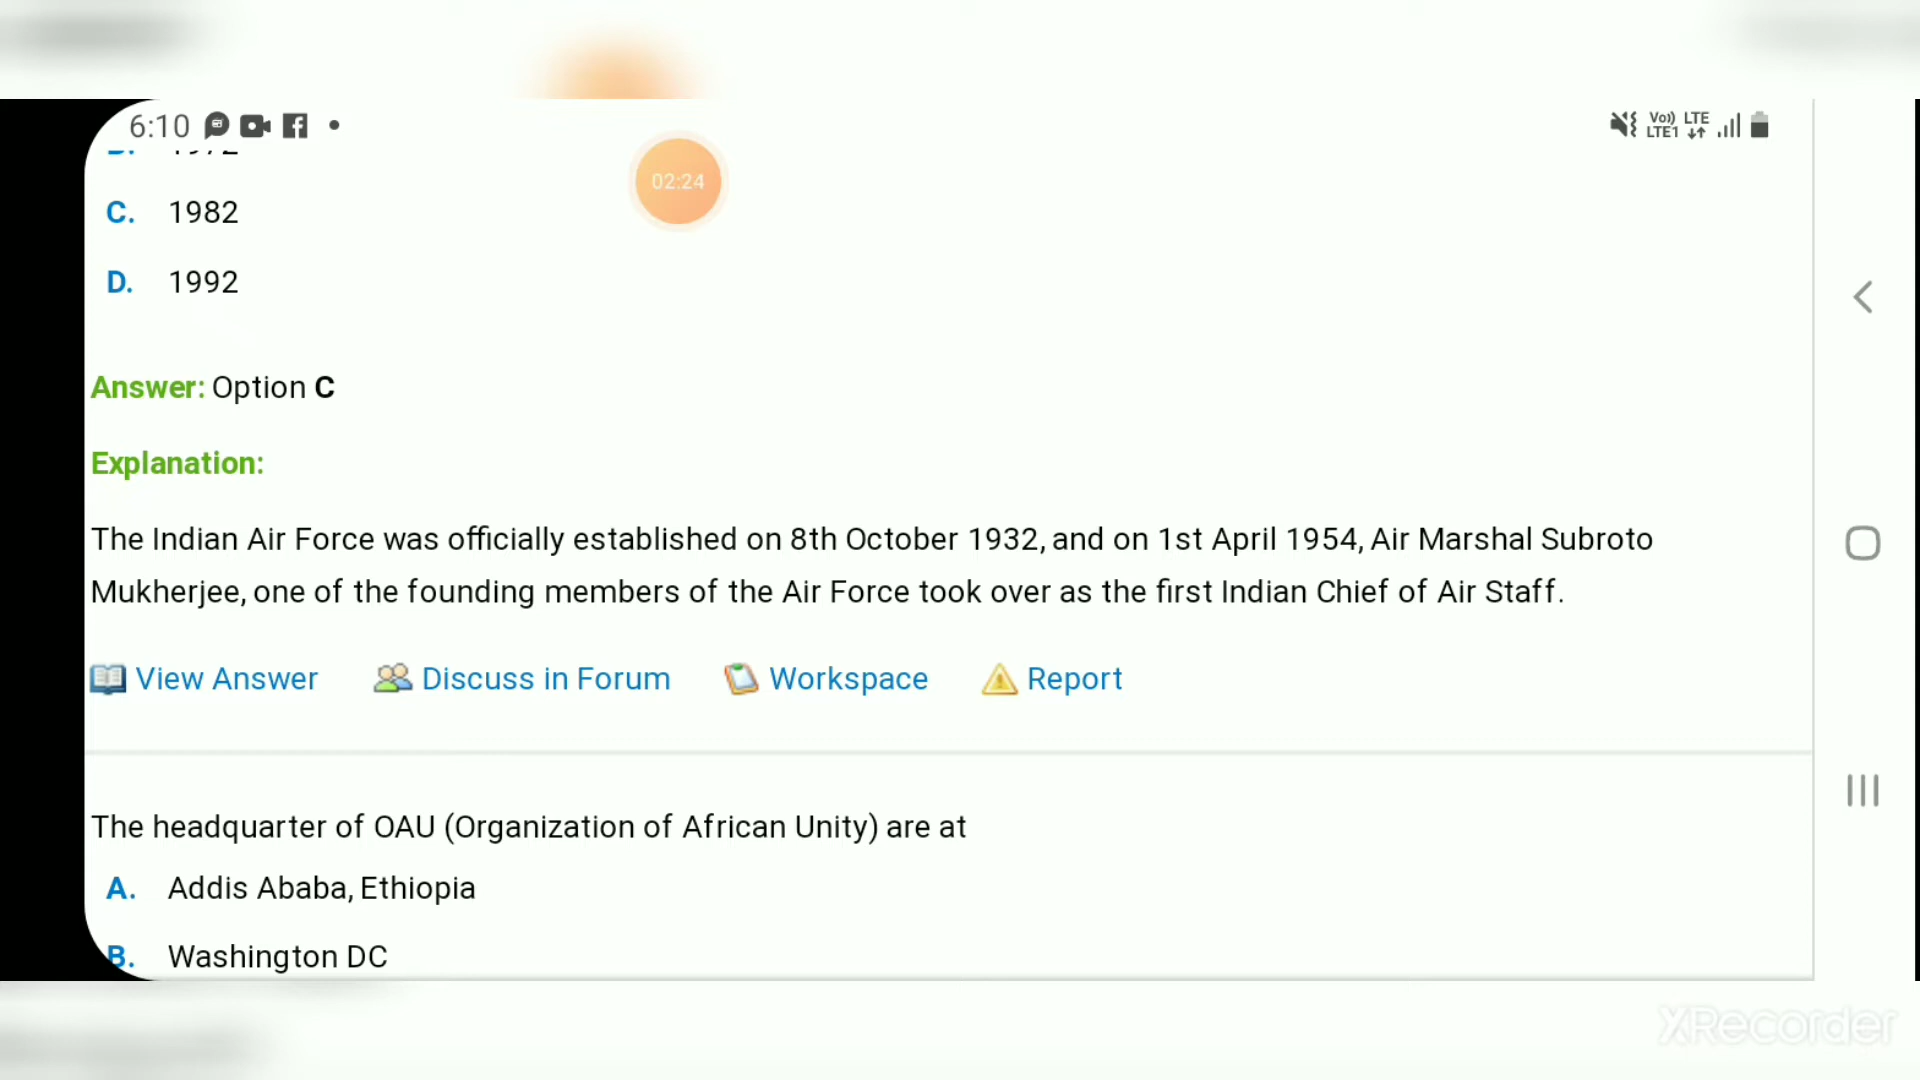 6:10
Vo)) LTE
LTE1
02:24
C. 1982
D. 1992
Answer: Option C
Explanation:
The Indian Air Force was officially established on 8th October 1932, and on 1st April 1954, Air Marshal Subroto
Mukherjee, one of the founding members of the Air Force took over as the first Indian Chief of Air Staff.
View Answer Discuss in Forum Workspace Report
The headquarter of OAU (Organization of African Unity) are at
A. Addis Ababa, Ethiopia
B. Washington DC
XRecorder